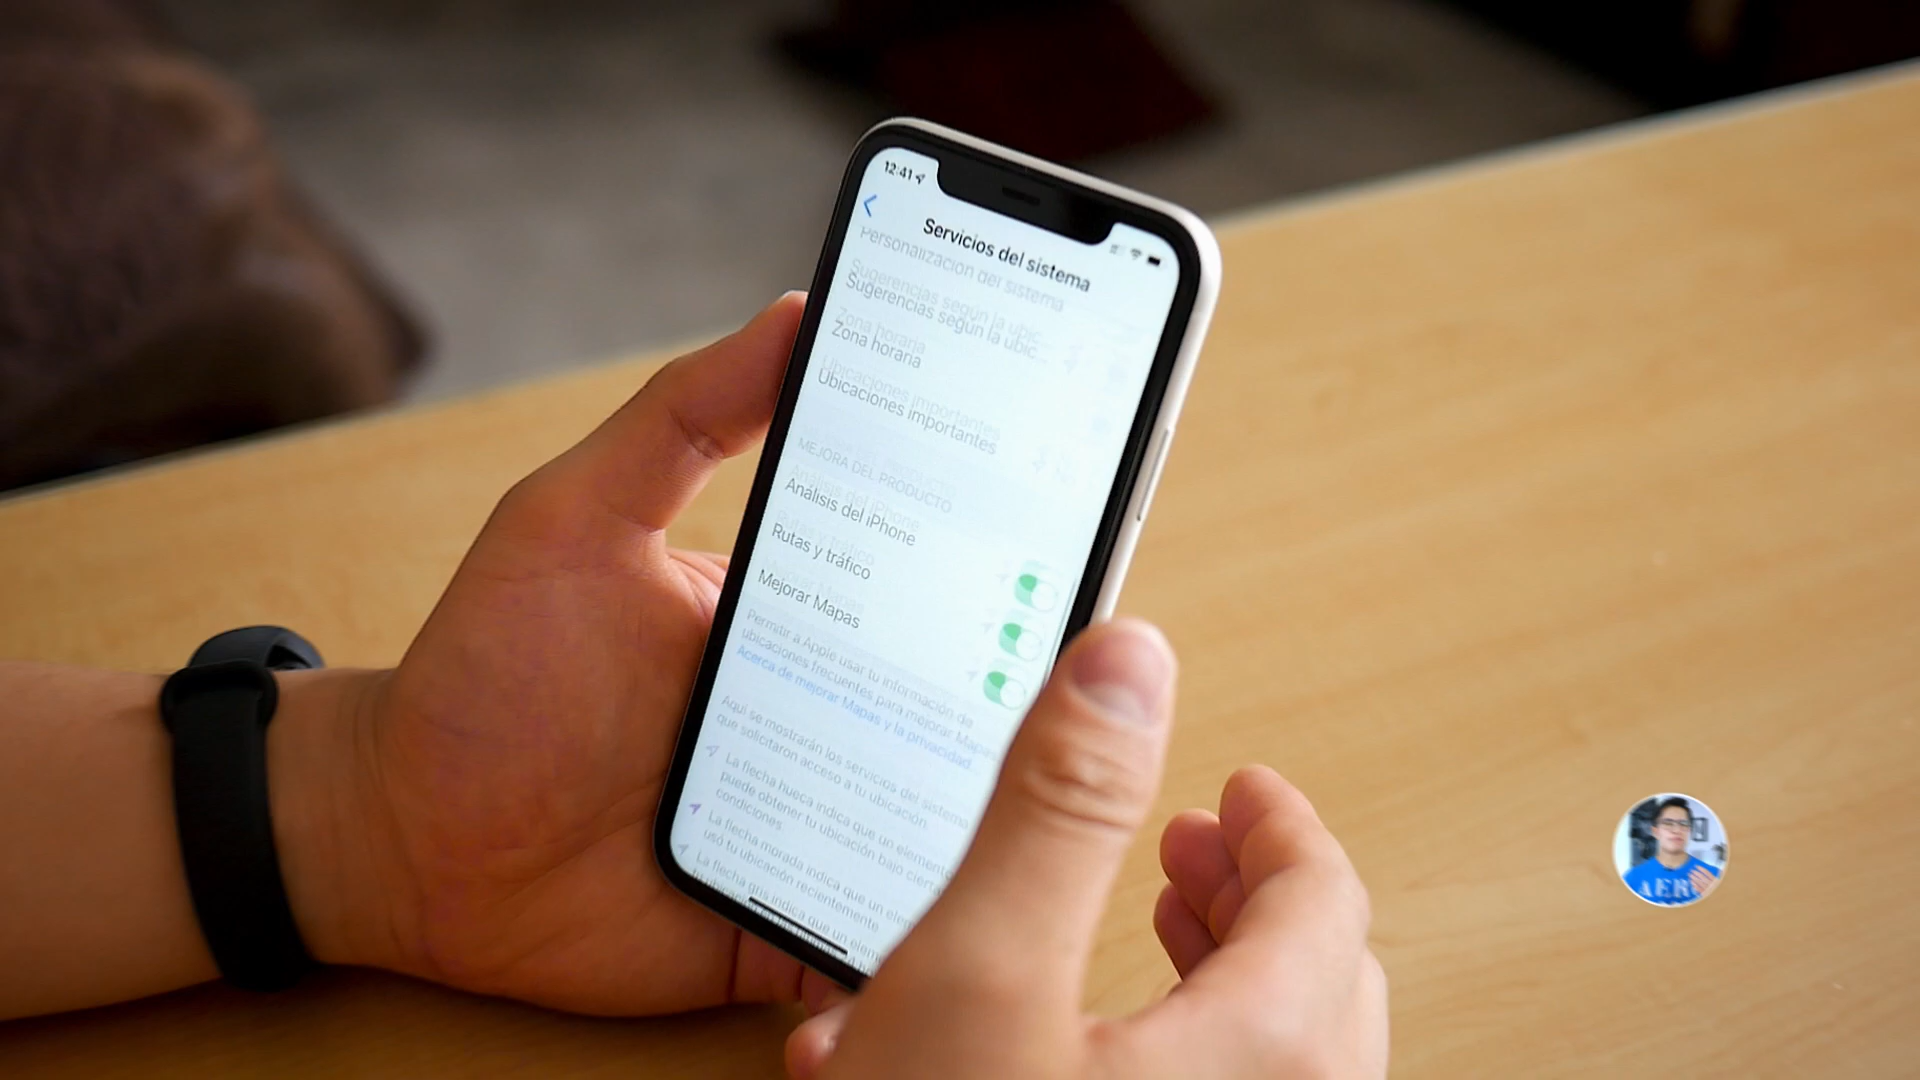 12:41
Servicios del sistema
Personalización del sistema
Sugerencias según la ubic...
Zona horaria
Ubicaciones importantes
MEJORA DEL PRODUCTO
Análisis del iPhone
Rutas y tráfico
Mejorar Mapas
Permitir a Apple usar tu información de
ubicaciones frecuentes para mejorar Mapas.
Acerca de mejorar Mapas y la privacidad...
Aquí se mostrarán los servicios del sistema
que solicitaron acceso a tu ubicación.
La flecha hueca indica que un elemento
puede obtener tu ubicación bajo ciertas
condiciones.
La flecha morada indica que un elem
usó tu ubicación recientemente
La flecha gris indica que un elem
AER